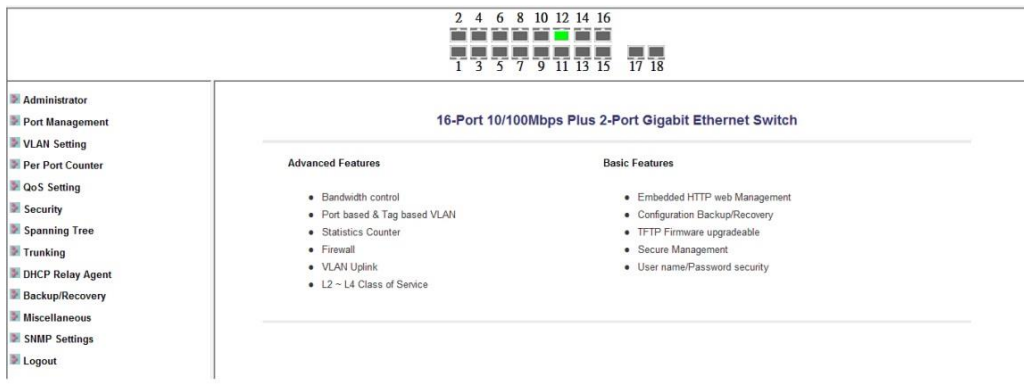 2 4 6 8 10 12 14 16
1 3 5 7 9 11 13 15 17 18
Administrator
Port Management
VLAN Setting
Per Port Counter
QoS Setting
Security
Spanning Tree
Trunking
DHCP Relay Agent
Backup/Recovery
Miscellaneous
SNMP Settings
Logout
16-Port 10/100Mbps Plus 2-Port Gigabit Ethernet Switch
Advanced Features
Bandwidth control
Port based & Tag based VLAN
Statistics Counter
Firewall
VLAN Uplink
L2 ~ L4 Class of Service
Basic Features
Embedded HTTP web Management
Configuration Backup/Recovery
TFTP Firmware upgradeable
Secure Management
User name/Password security